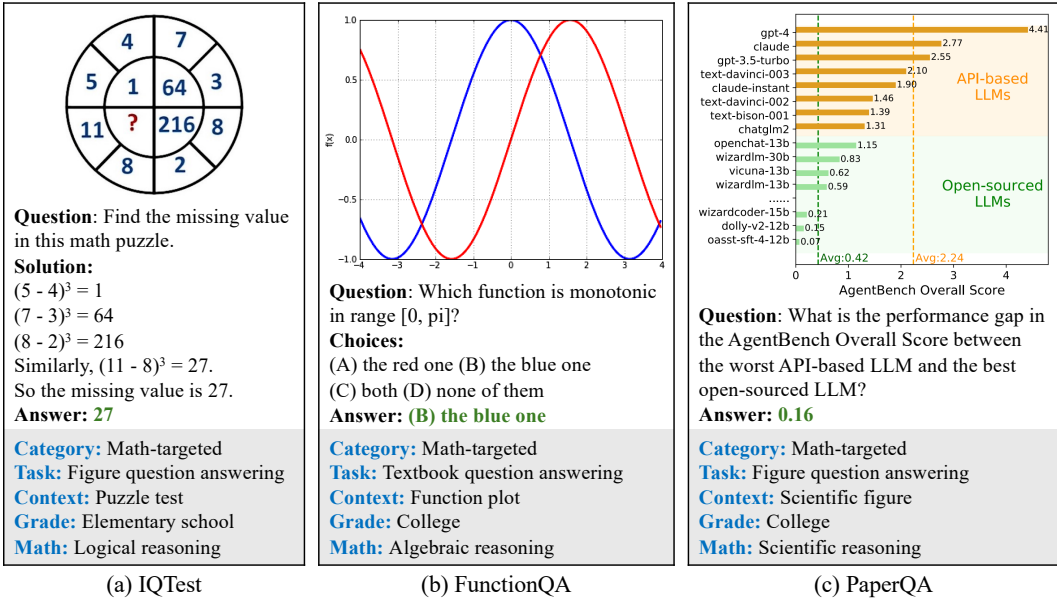 4 7
5 1 64 3
11 ? 216 8
8 2
Question: Find the missing value
in this math puzzle.
Solution:
(5 - 4)³ = 1
(7 - 3)³ = 64
(8 - 2)³ = 216
Similarly, (11 - 8)³ = 27.
So the missing value is 27.
Answer: 27
Category: Math-targeted
Task: Figure question answering
Context: Puzzle test
Grade: Elementary school
Math: Logical reasoning
(a) IQTest
1.0
0.5
0.0
−0.5
−1.0
f(x)
−4 −3 −2 −1 0 1 2 3 4
Question: Which function is monotonic
in range [0, pi]?
Choices:
(A) the red one (B) the blue one
(C) both (D) none of them
Answer: (B) the blue one
Category: Math-targeted
Task: Textbook question answering
Context: Function plot
Grade: College
Math: Algebraic reasoning
(b) FunctionQA
gpt-4 4.41
claude 2.77
gpt-3.5-turbo 2.55
text-davinci-003 2.10
claude-instant 1.90
text-davinci-002 1.46
text-bison-001 1.39
chatglm2 1.31
API-based
LLMs
openchat-13b 1.15
wizardlm-30b 0.83
vicuna-13b 0.62
wizardlm-13b 0.59
......
wizardcoder-15b 0.21
dolly-v2-12b 0.15
oasst-sft-4-12b 0.07
Open-sourced
LLMs
Avg:0.42 Avg:2.24
0 1 2 3 4
AgentBench Overall Score
Question: What is the performance gap in
the AgentBench Overall Score between
the worst API-based LLM and the best
open-sourced LLM?
Answer: 0.16
Category: Math-targeted
Task: Figure question answering
Context: Scientific figure
Grade: College
Math: Scientific reasoning
(c) PaperQA